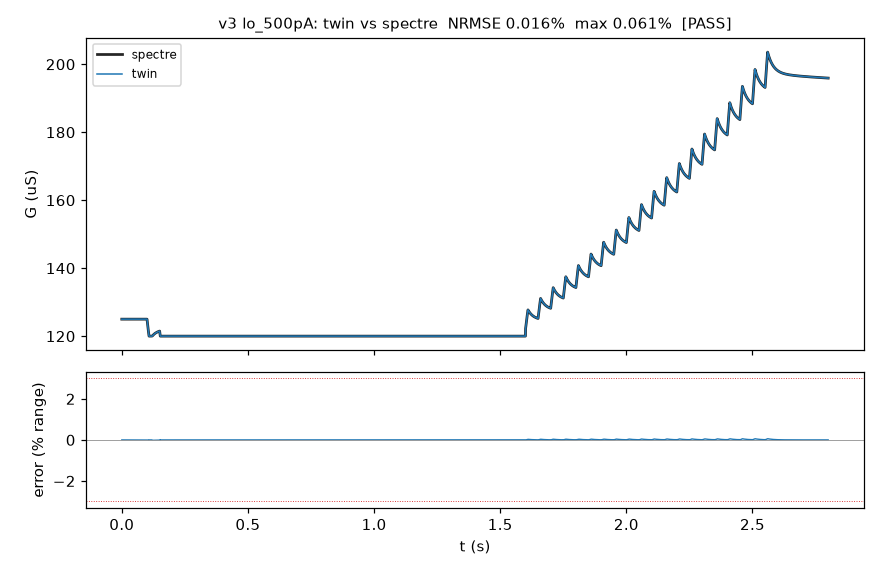 v3 lo_500pA: twin vs spectre  NRMSE 0.016%  max 0.061%  [PASS]
spectre
twin
G (uS)
200
180
160
140
120
error (% range)
2
0
−2
0.0 0.5 1.0 1.5 2.0 2.5
t (s)